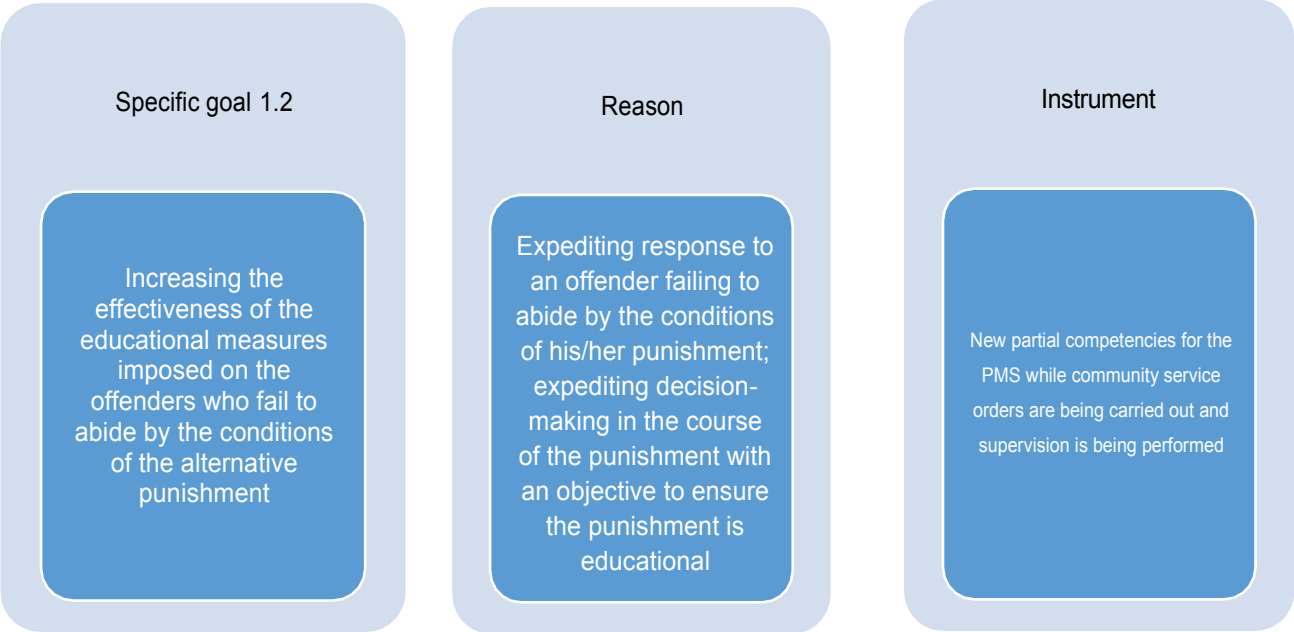 Specific goal 1.2
Increasing the
effectiveness of the
educational measures
imposed on the
offenders who fail to
abide by the conditions
of the alternative
punishment
Reason
Expediting response to
an offender failing to
abide by the conditions
of his/her punishment;
expediting decision-
making in the course
of the punishment with
an objective to ensure
the punishment is
educational
Instrument
New partial competencies for the
PMS while community service
orders are being carried out and
supervision is being performed